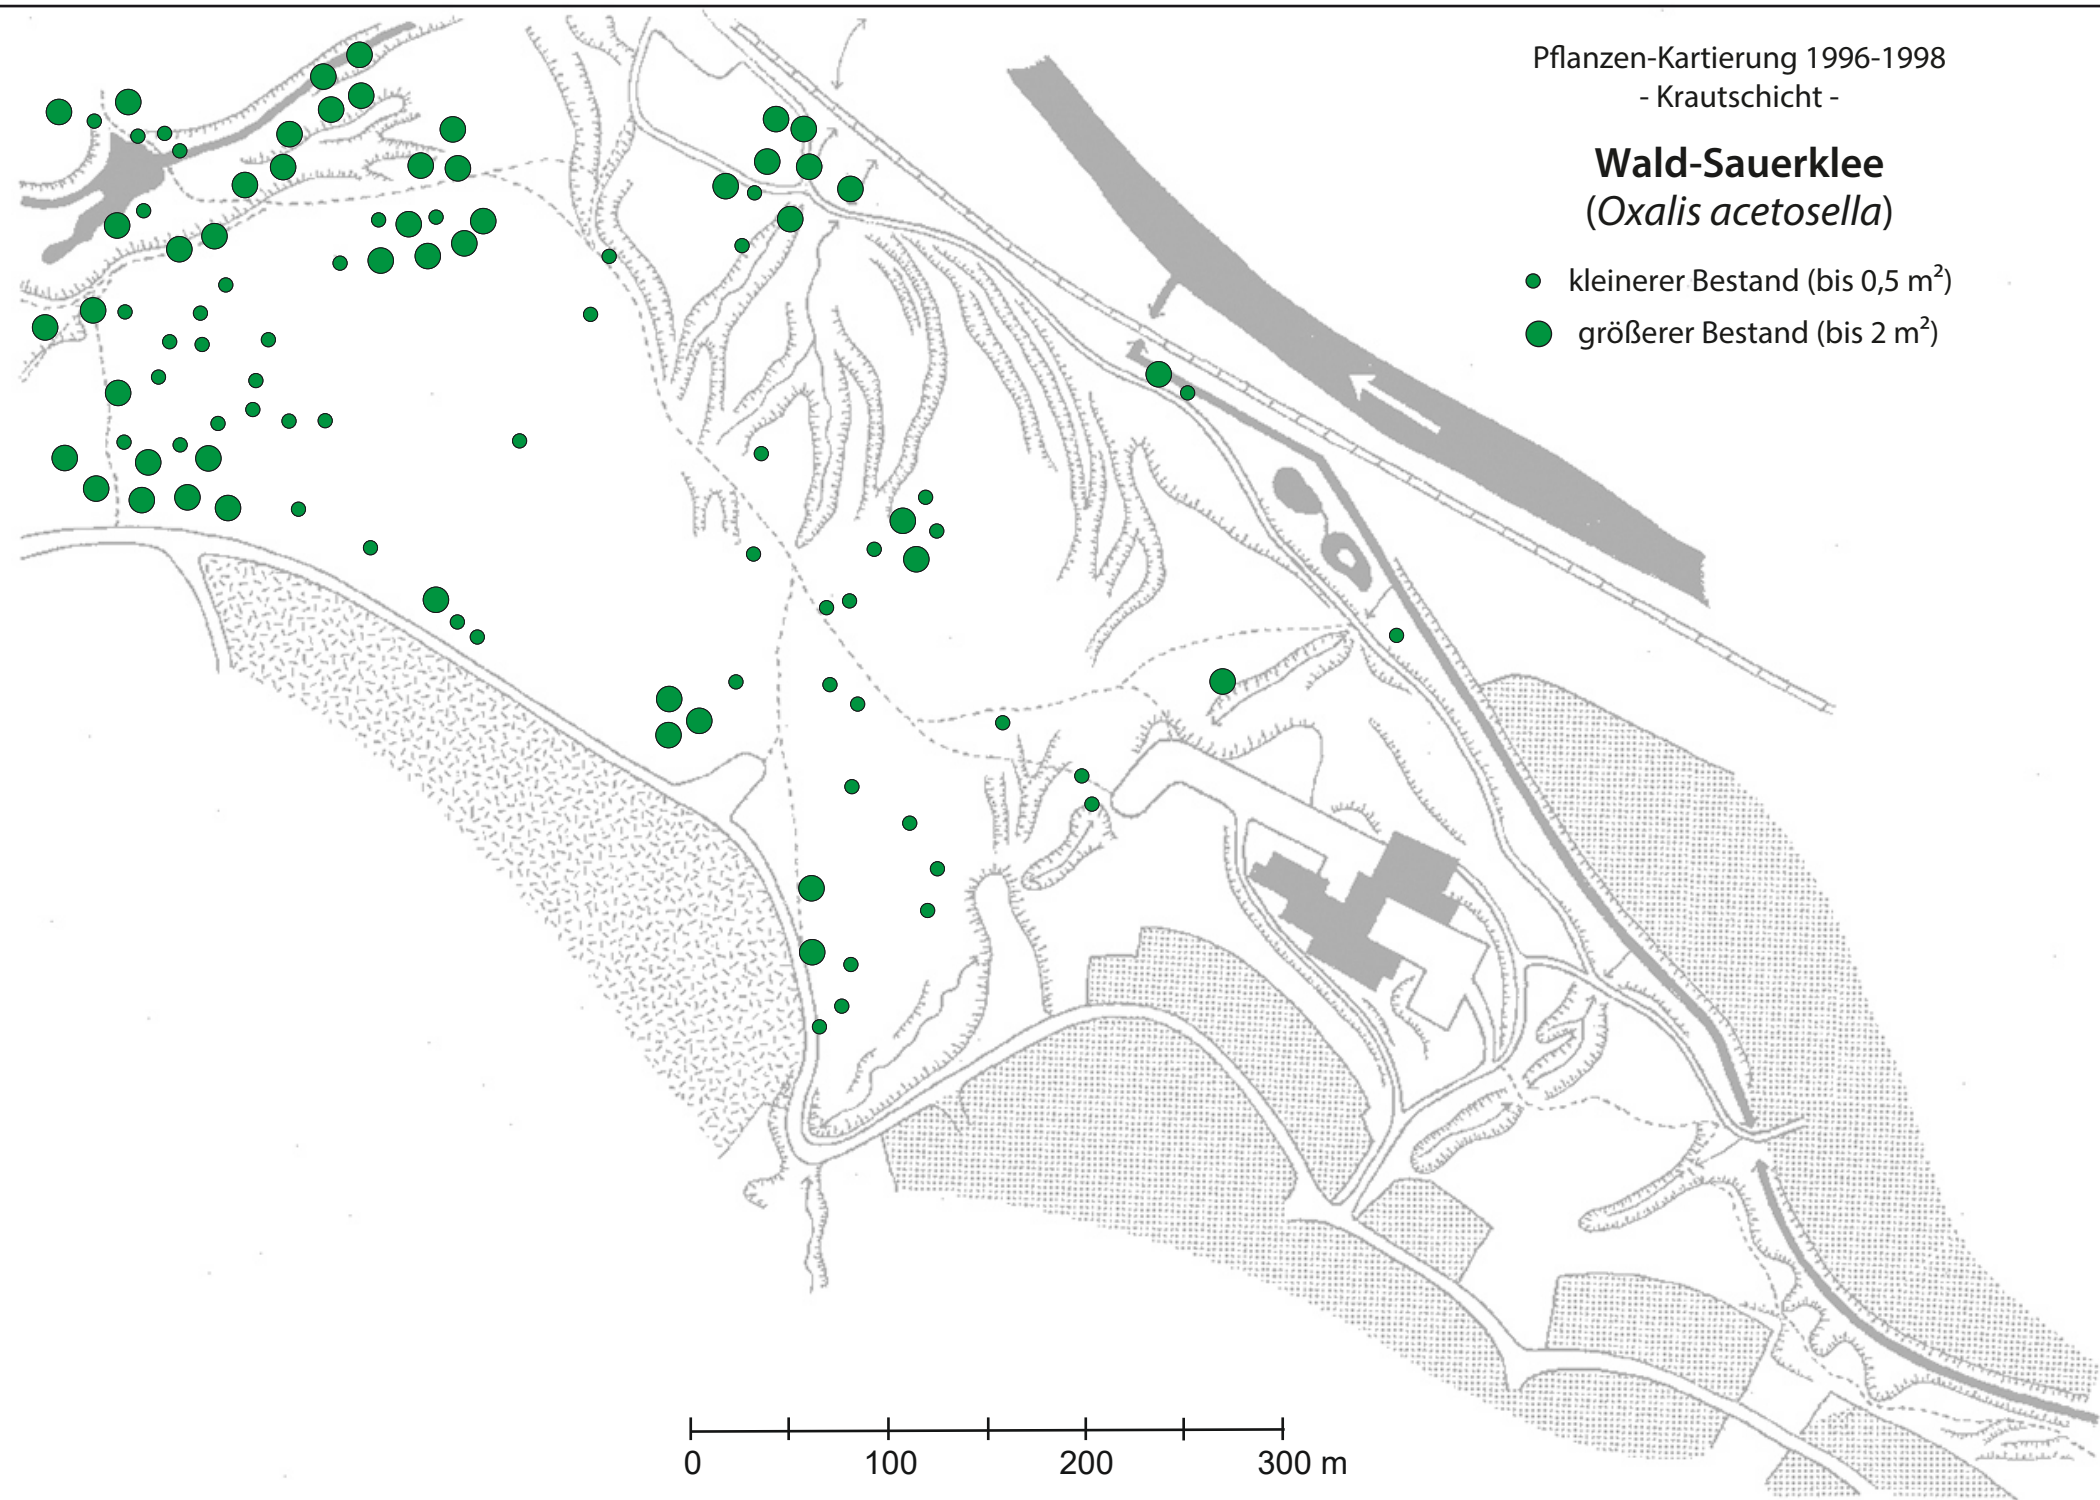 Pflanzen-Kartierung 1996-1998
- Krautschicht -
Wald-Sauerklee
(Oxalis acetosella)
kleinerer Bestand (bis 0,5 m²)
größerer Bestand (bis 2 m²)
0 100 200 300 m